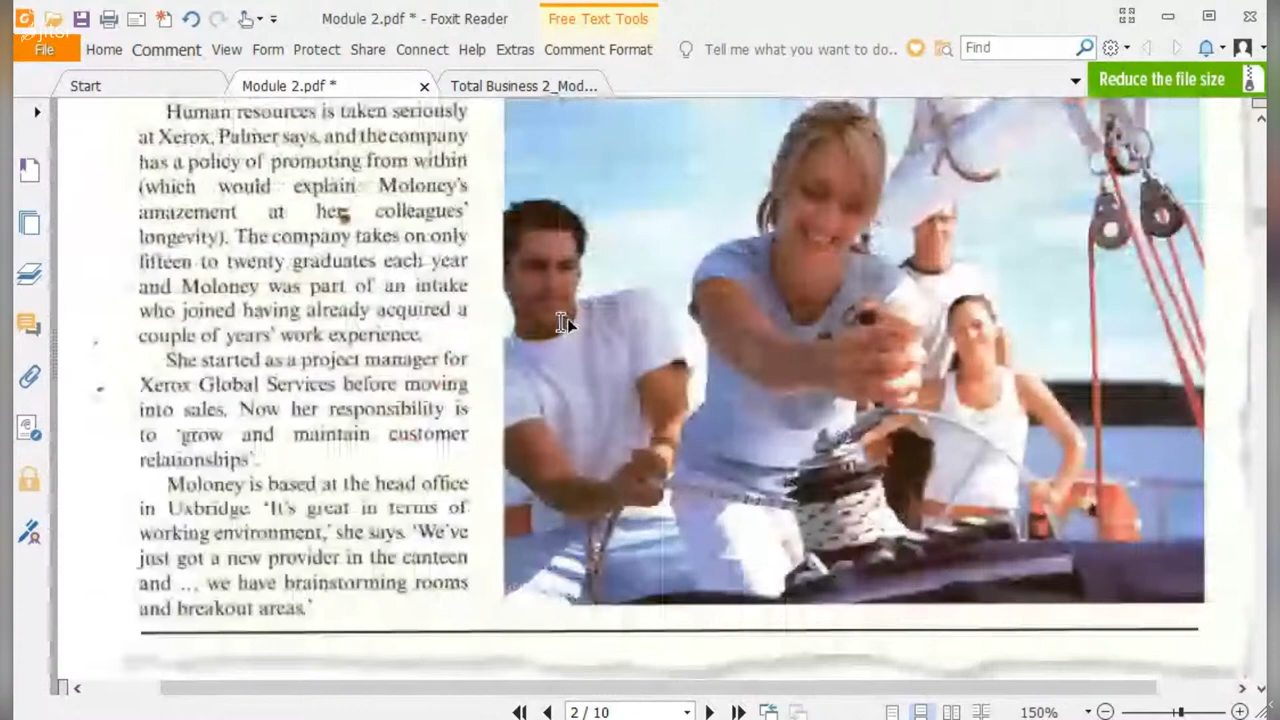 Module 2.pdf * - Foxit Reader
Free Text Tools
File
Home
Comment
View
Form
Protect
Share
Connect
Help
Extras
Comment Format
Tell me what you want to do..
Find
Start
Module 2.pdf *
Total Business 2_Mod...
Reduce the file size
Human resources is taken seriously
at Xerox, Palmer says, and the company
has a policy of promoting from within
(which would explain Moloney's
amazement at her colleagues'
longevity). The company takes on only
fifteen to twenty graduates each year
and Moloney was part of an intake
who joined having already acquired a
couple of years' work experience.
She started as a project manager for
Xerox Global Services before moving
into sales. Now her responsibility is
to 'grow and maintain customer
relationships'.
Moloney is based at the head office
in Uxbridge. 'It's great in terms of
working environment,' she says. 'We've
just got a new provider in the canteen
and ... we have brainstorming rooms
and breakout areas.'
2 / 10
150%